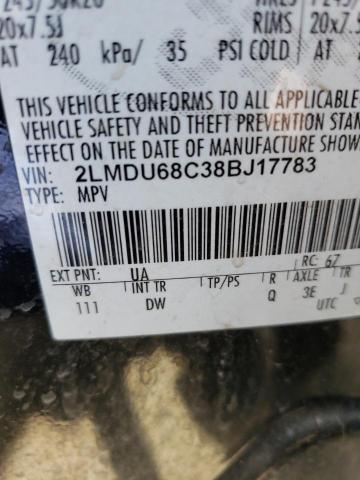 20x7.5J
RIMS 20x7.5
AT 240 kPa/ 35 PSI COLD AT
THIS VEHICLE CONFORMS TO ALL APPLICABLE
VEHICLE SAFETY AND THEFT PREVENTION STAN
EFFECT ON THE DATE OF MANUFACTURE SHOW
VIN: 2LMDU68C38BJ17783
TYPE: MPV
EXT PNT: UA RC: 67
WB INT TR TP/PS R AXLE TR
111 DW Q 3E J
UTC